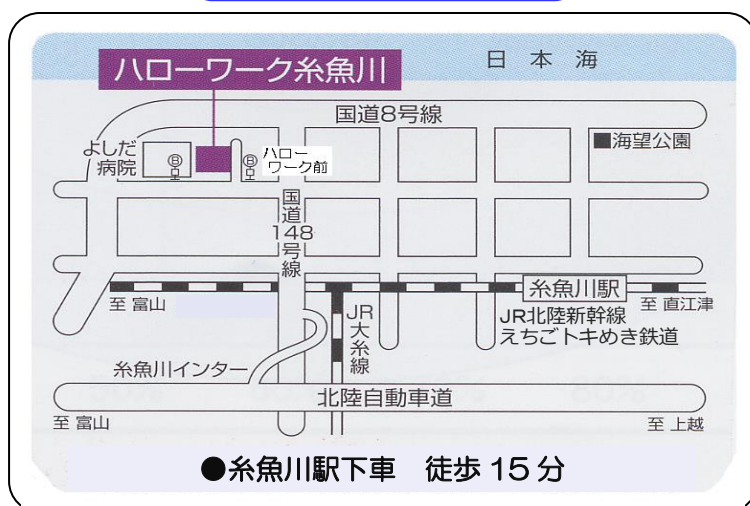 日本海
ハローワーク糸魚川
国道8号線
よしだ
病院
B
B
ハロー
ワーク前
■海望公園
国道148号線
糸魚川駅
至 富山
至 直江津
JR大糸線
JR北陸新幹線
えちごトキめき鉄道
糸魚川インター
北陸自動車道
至 富山
至 上越
●糸魚川駅下車 徒歩 15 分